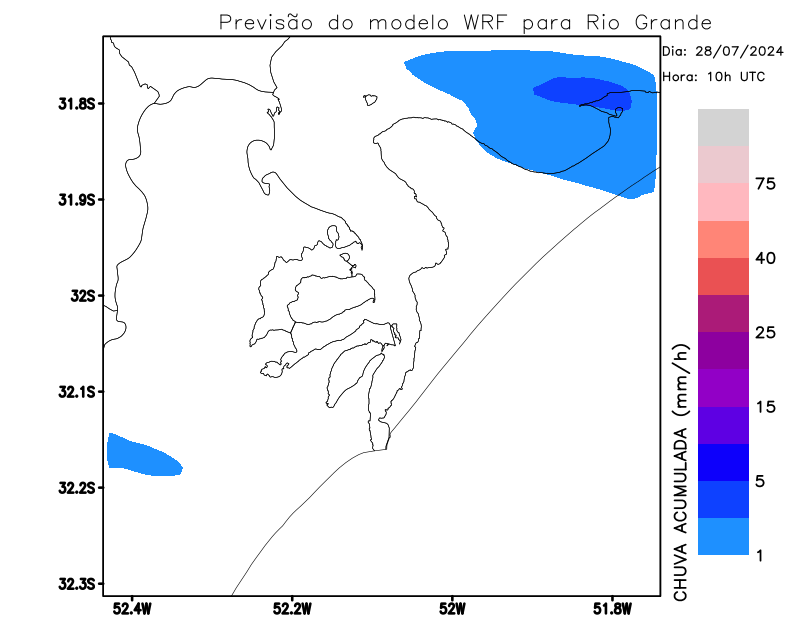 Previsão do modelo WRF para Rio Grande
Dia: 28/07/2024
Hora: 10h UTC
31.8S
31.9S
32S
32.1S
32.2S
32.3S
52.4W
52.2W
52W
51.8W
75
40
25
15
5
1
CHUVA ACUMULADA (mm/h)